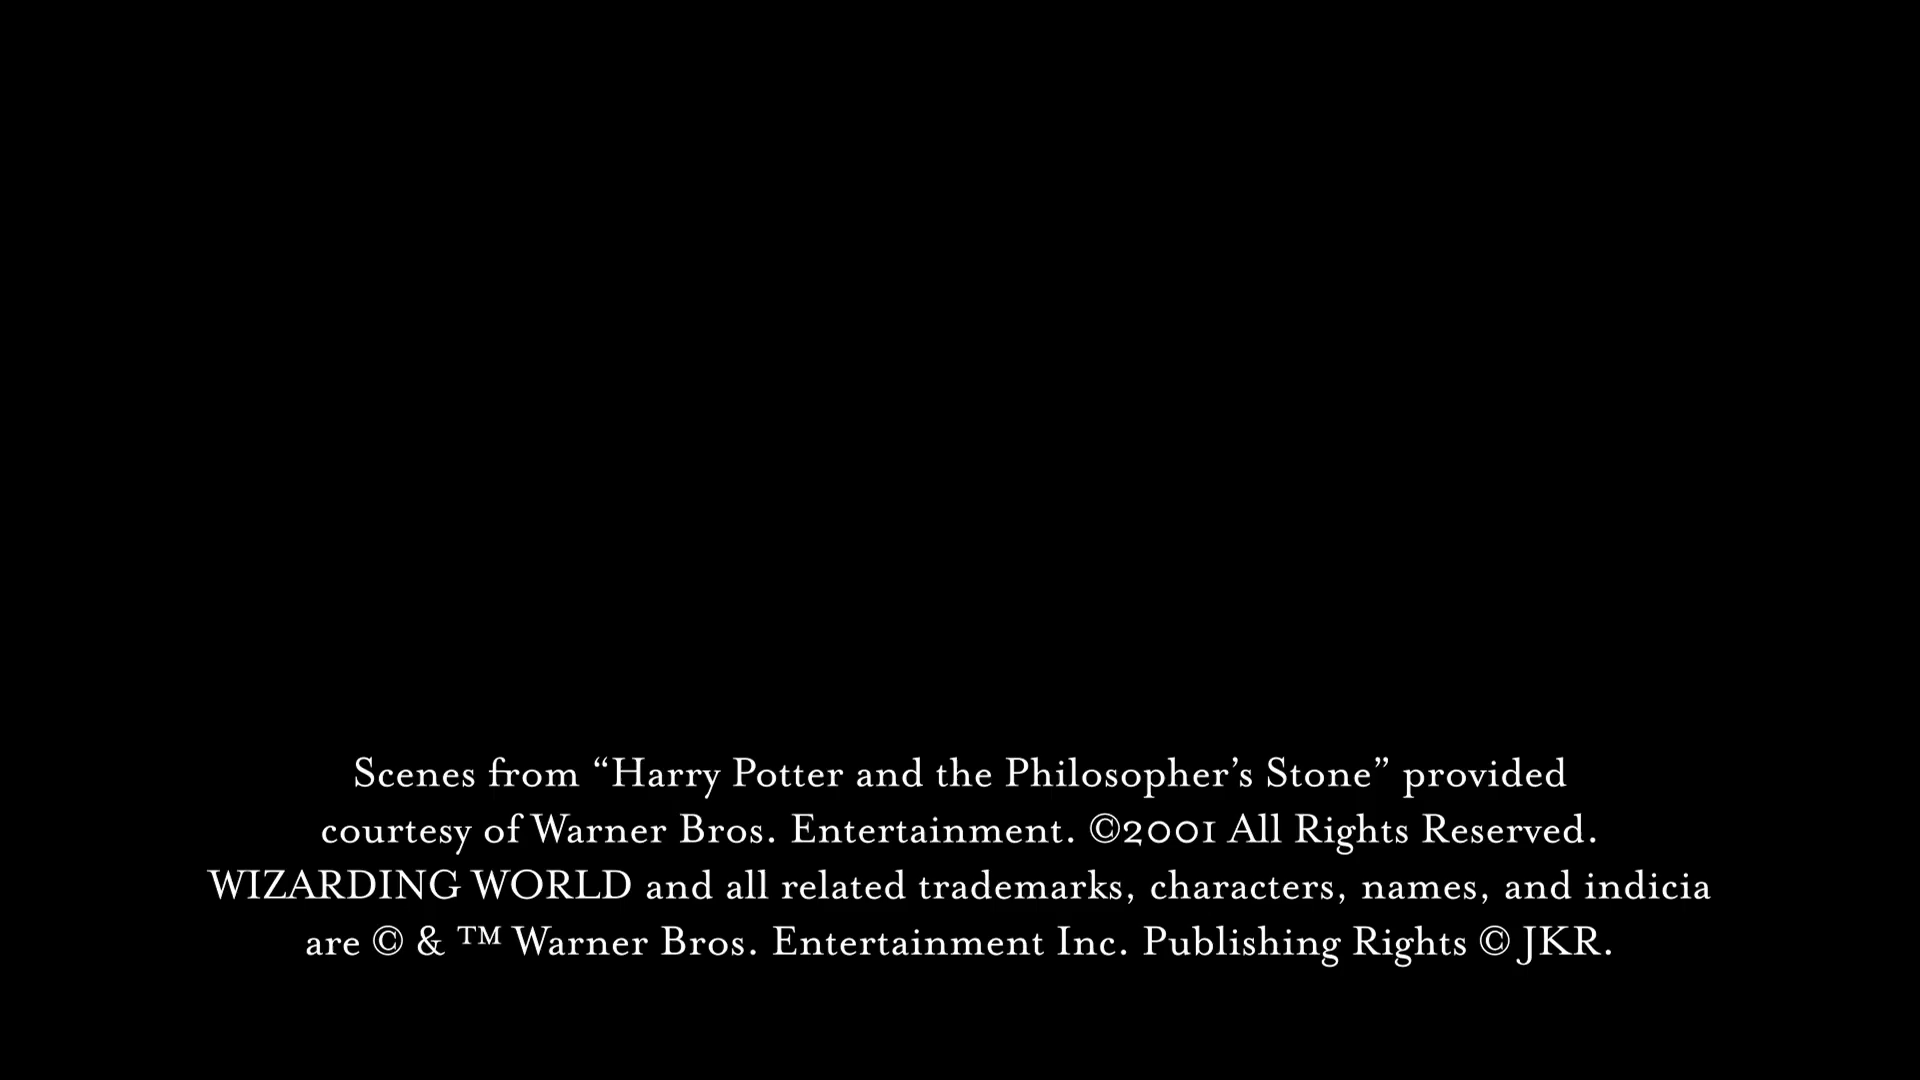 Scenes from “Harry Potter and the Philosopher’s Stone” provided
courtesy of Warner Bros. Entertainment. ©2001 All Rights Reserved.
WIZARDING WORLD and all related trademarks, characters, names, and indicia
are © & ™ Warner Bros. Entertainment Inc. Publishing Rights © JKR.